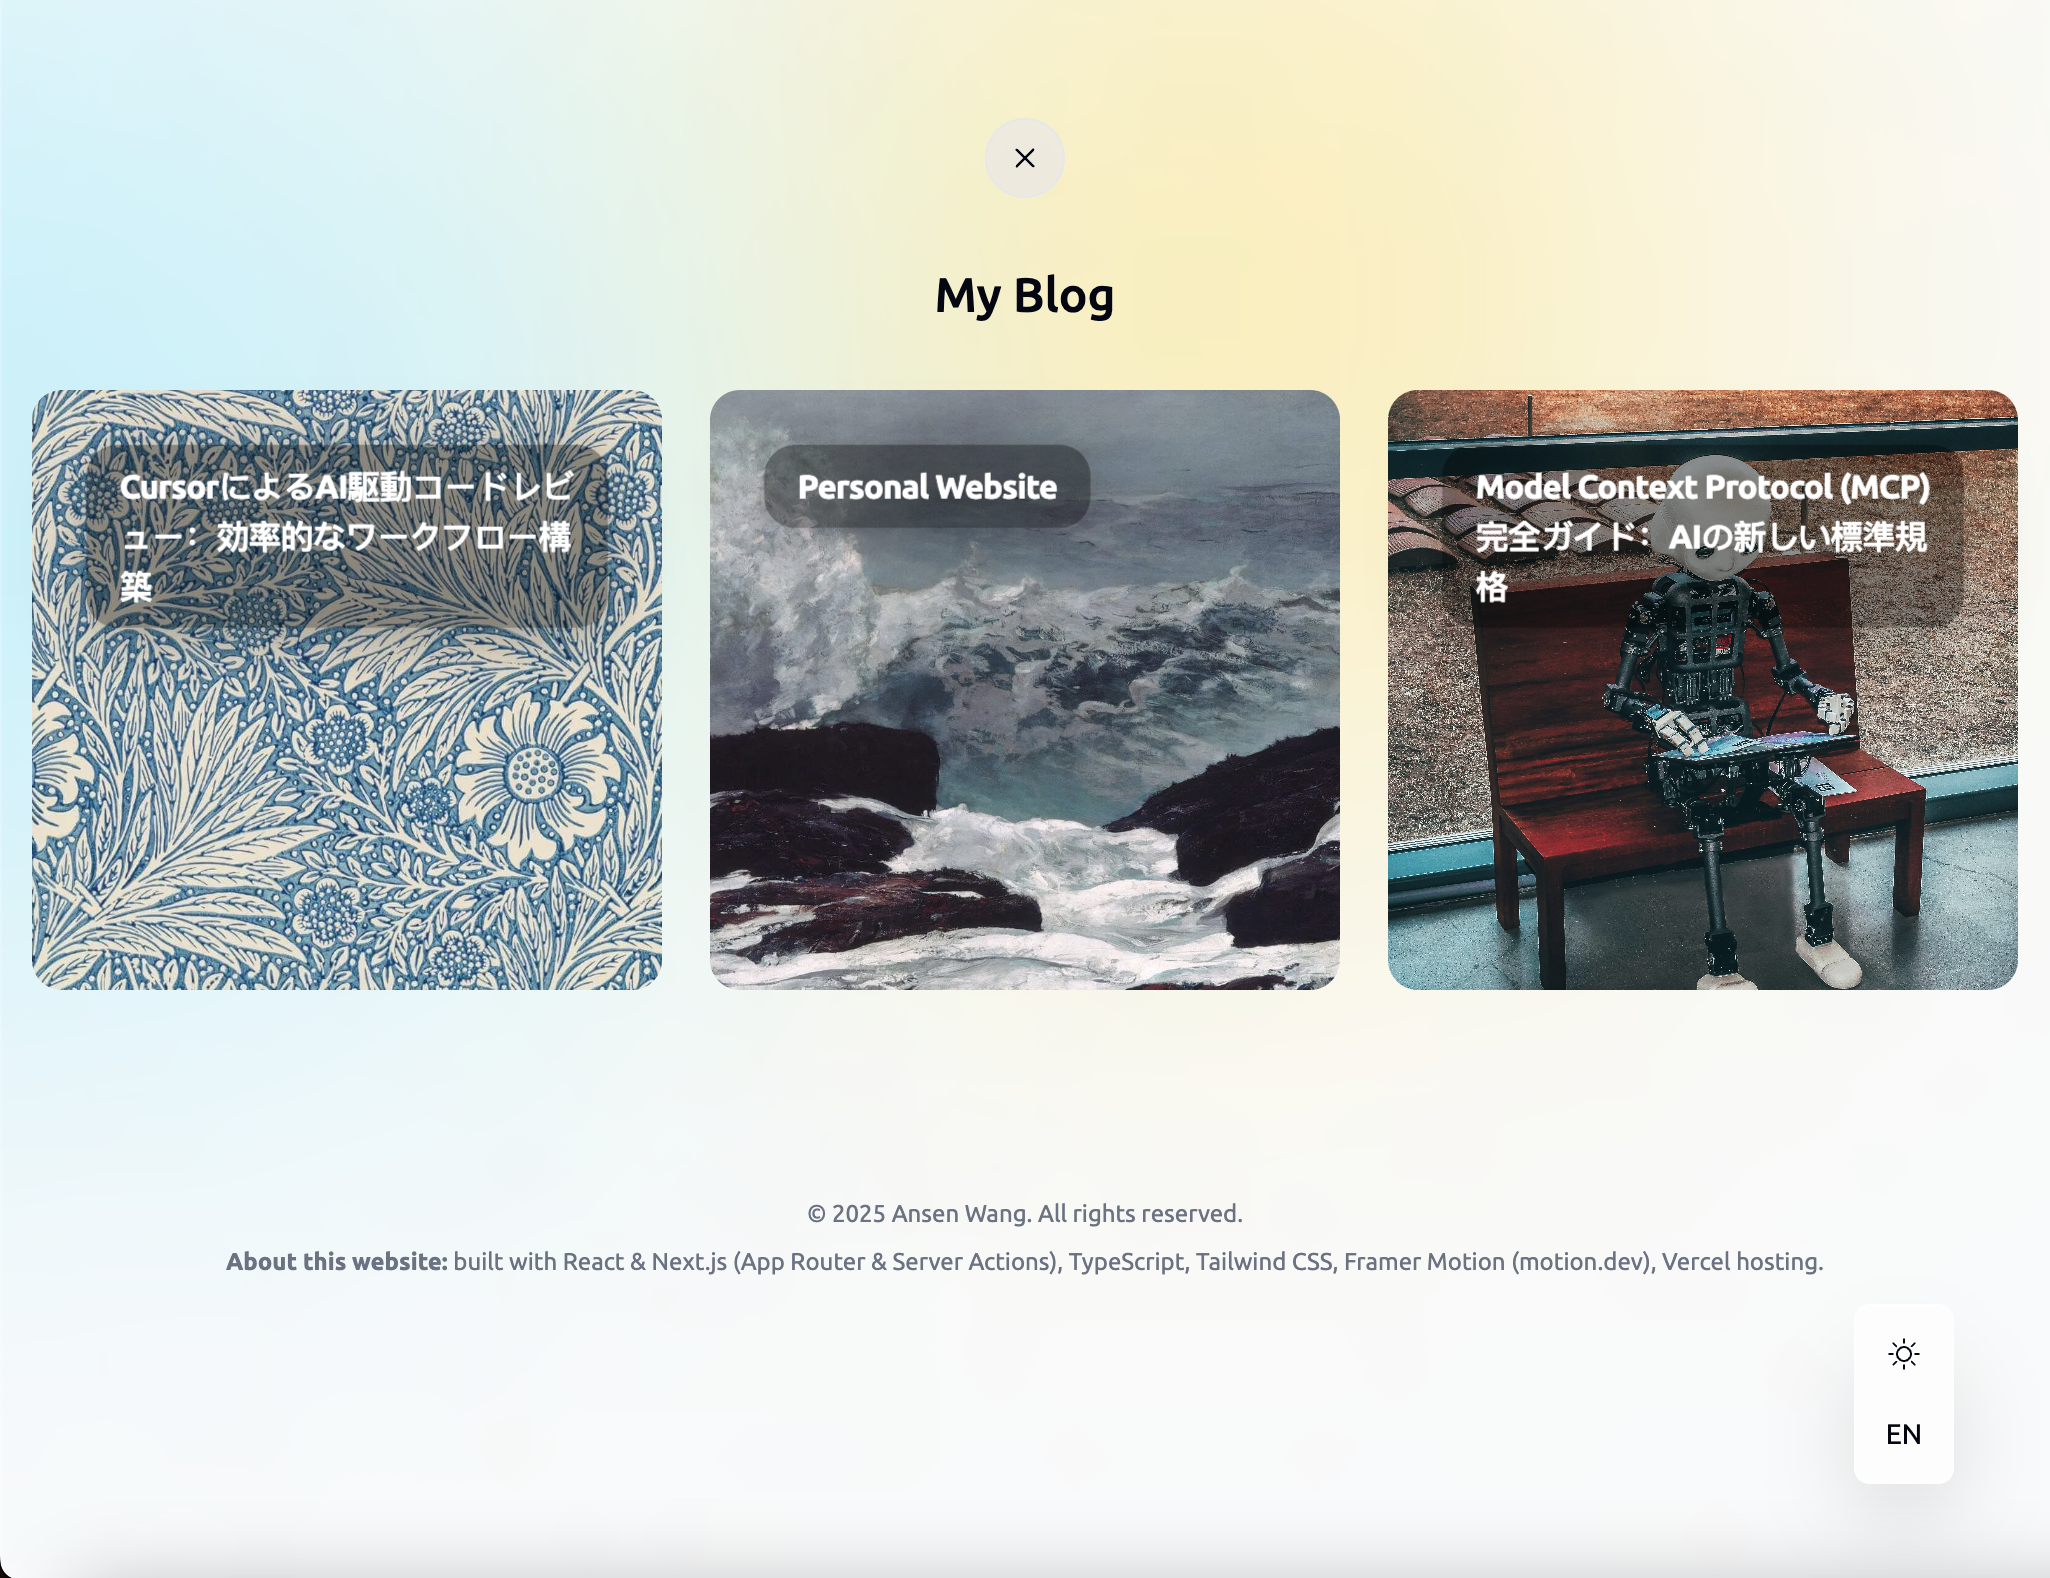 My Blog
CursorによるAI駆動コードレビ
ュー：効率的なワークフロー構
築
Personal Website
Model Context Protocol (MCP)
完全ガイド：AIの新しい標準規
格
© 2025 Ansen Wang. All rights reserved.
About this website: built with React & Next.js (App Router & Server Actions), TypeScript, Tailwind CSS, Framer Motion (motion.dev), Vercel hosting.
EN